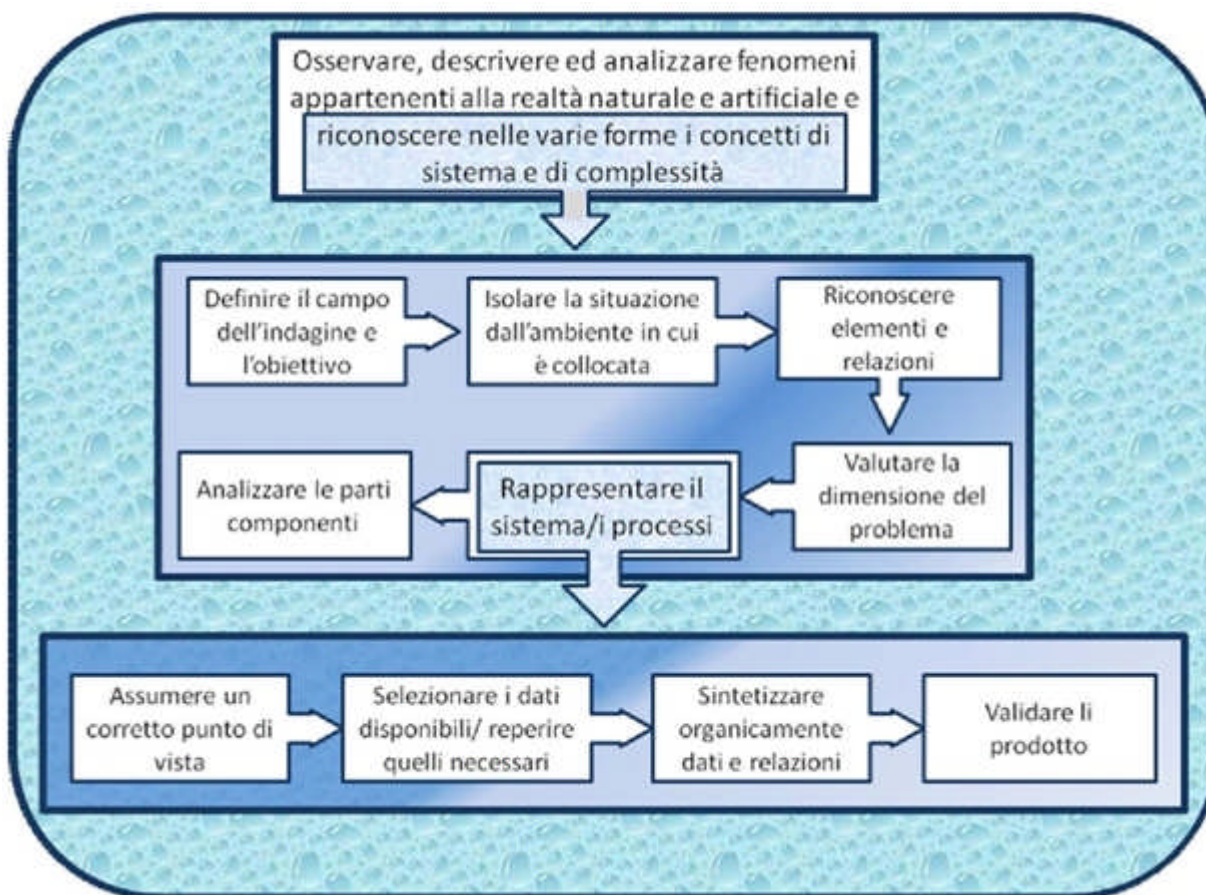 Osservare, descrivere ed analizzare fenomeni
appartenenti alla realtà naturale e artificiale e
riconoscere nelle varie forme i concetti di
sistema e di complessità
Definire il campo
dell'indagine e
l'obiettivo
Isolare la situazione
dall'ambiente in cui
è collocata
Riconoscere
elementi e
relazioni
Valutare la
dimensione del
problema
Rappresentare il
sistema/i processi
Analizzare le parti
componenti
Assumere un
corretto punto di
vista
Selezionare i dati
disponibili/ reperire
quelli necessari
Sintetizzare
organicamente
dati e relazioni
Validare li
prodotto